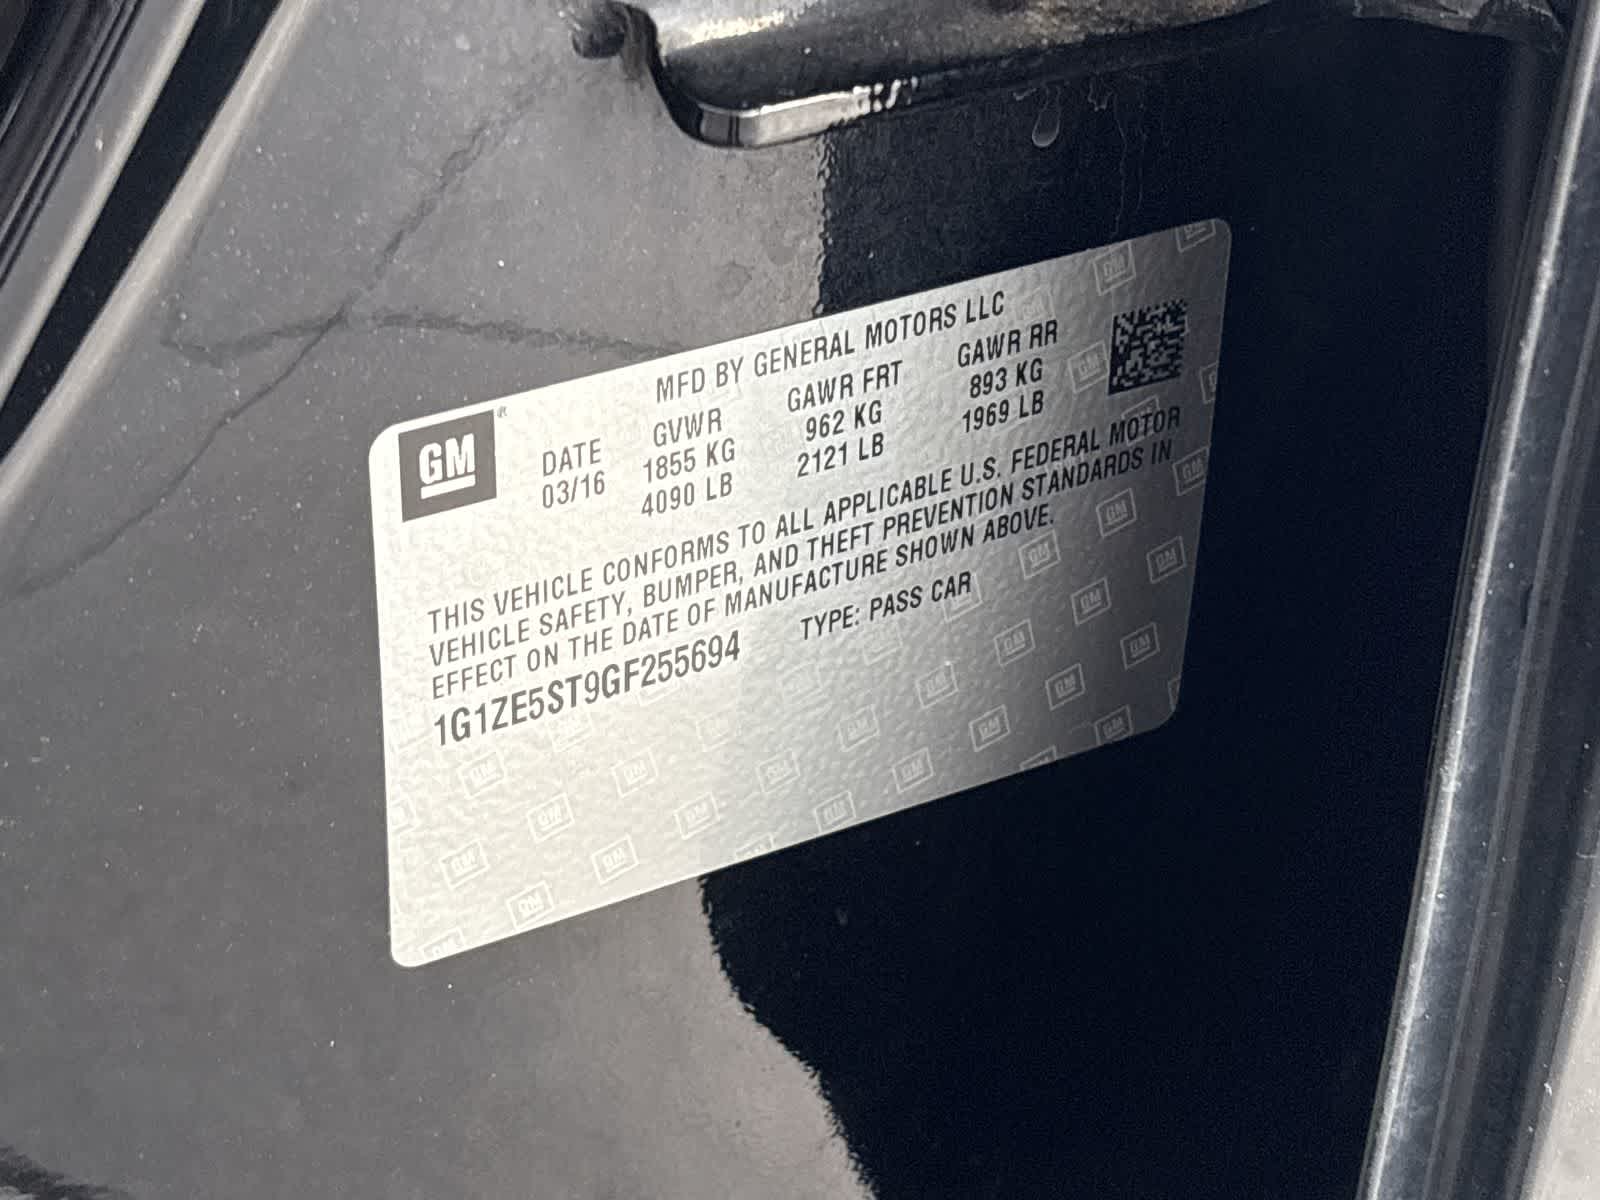 MFD BY GENERAL MOTORS LLC
GM®
DATE GVWR GAWR FRT GAWR RR
03/16 1855 KG 962 KG 893 KG
4090 LB 2121 LB 1969 LB
THIS VEHICLE CONFORMS TO ALL APPLICABLE U.S. FEDERAL MOTOR
VEHICLE SAFETY, BUMPER, AND THEFT PREVENTION STANDARDS IN
EFFECT ON THE DATE OF MANUFACTURE SHOWN ABOVE.
1G1ZE5ST9GF255694 TYPE: PASS CAR